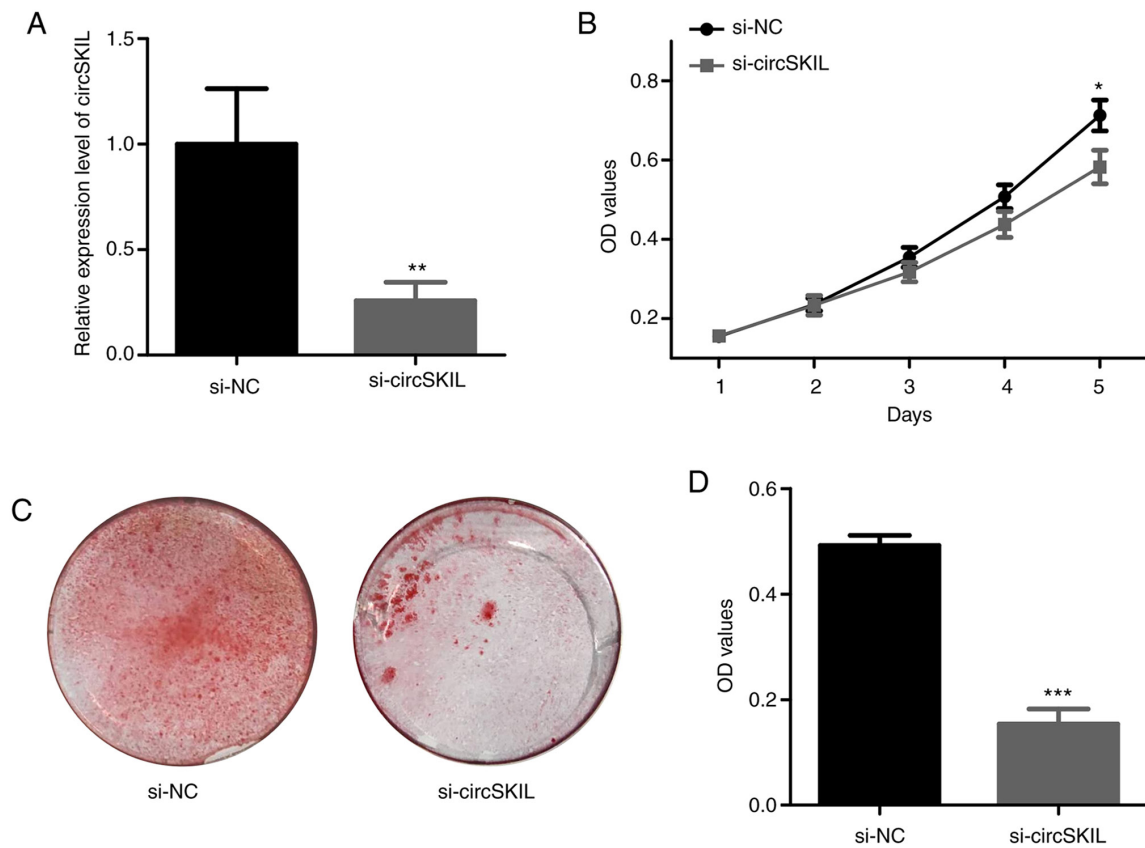 A
Relative expression level of circSKIL
1.5
1.0
0.5
0.0
**
si-NC
si-circSKIL
B
si-NC
si-circSKIL
OD values
0.8
0.6
0.4
0.2
*
1 2 3 4 5
Days
C
si-NC
si-circSKIL
D
OD values
0.6
0.4
0.2
0.0
***
si-NC
si-circSKIL